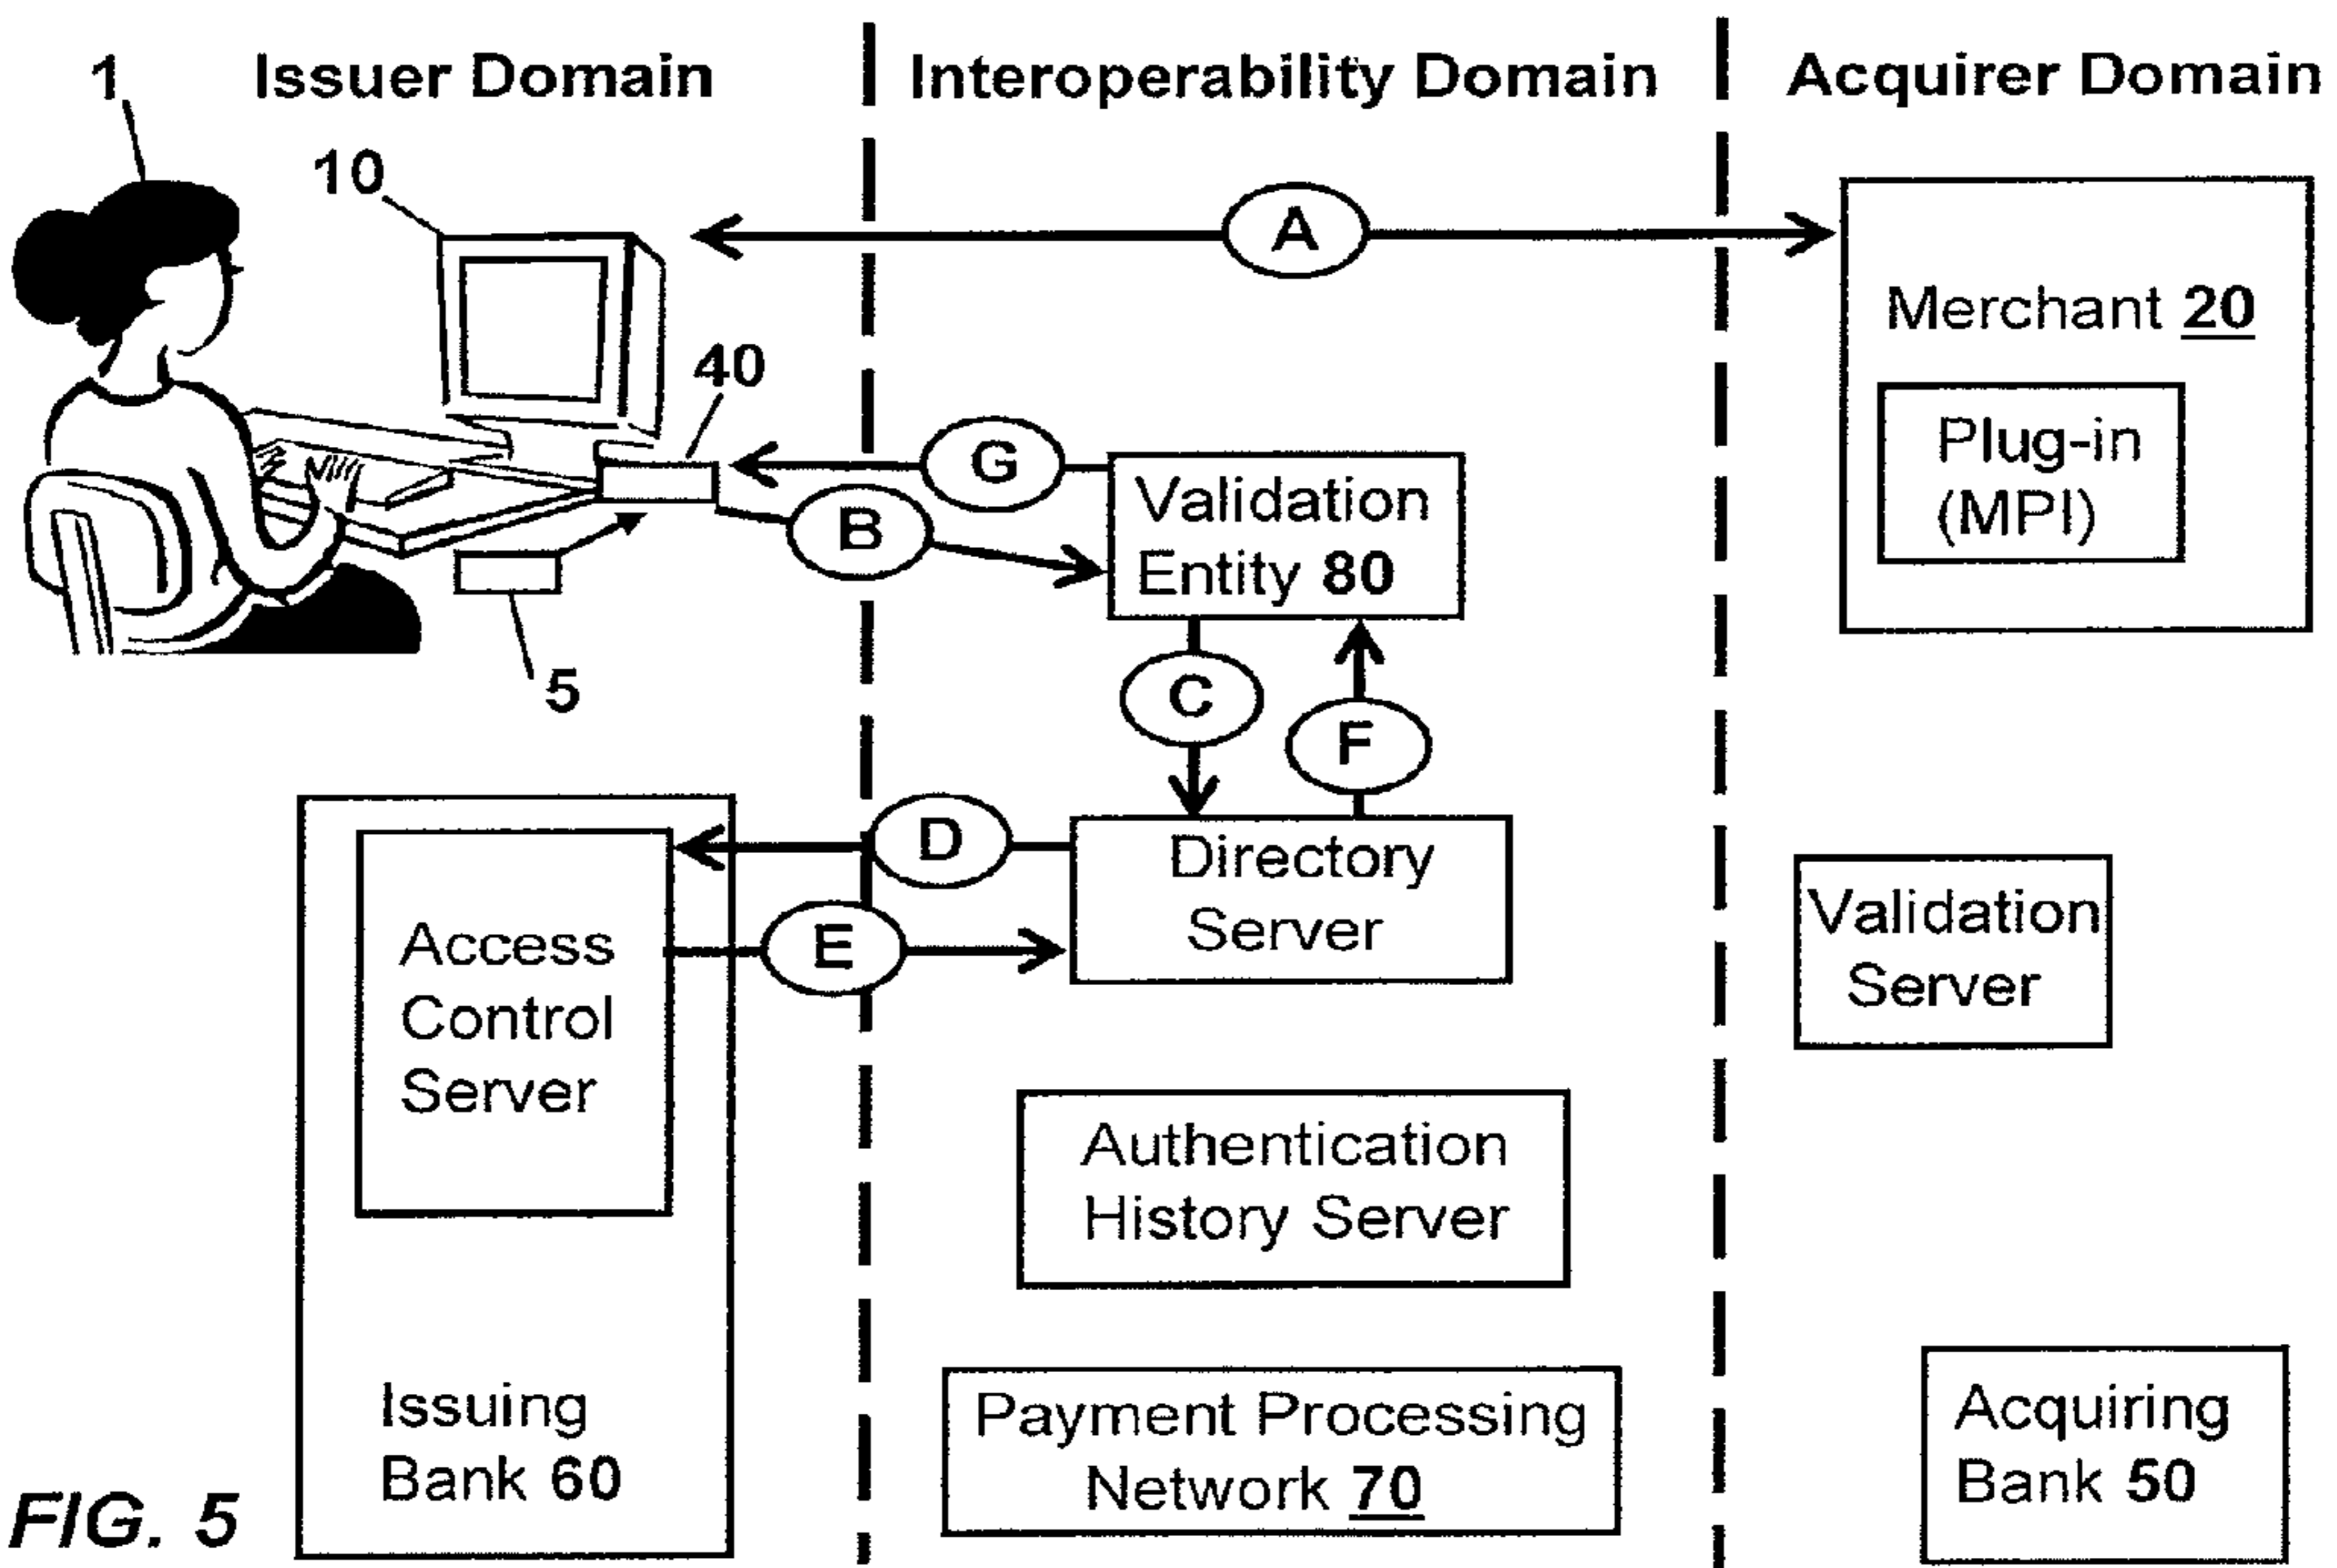 1
Issuer Domain
Interoperability Domain
Acquirer Domain
10
A
Merchant 20
40
Plug-in
(MPI)
G
Validation
Entity 80
B
5
C
F
D
Directory
Server
Validation
Server
E
Access
Control
Server
Authentication
History Server
Issuing
Bank 60
Payment Processing
Network 70
Acquiring
Bank 50
FIG. 5